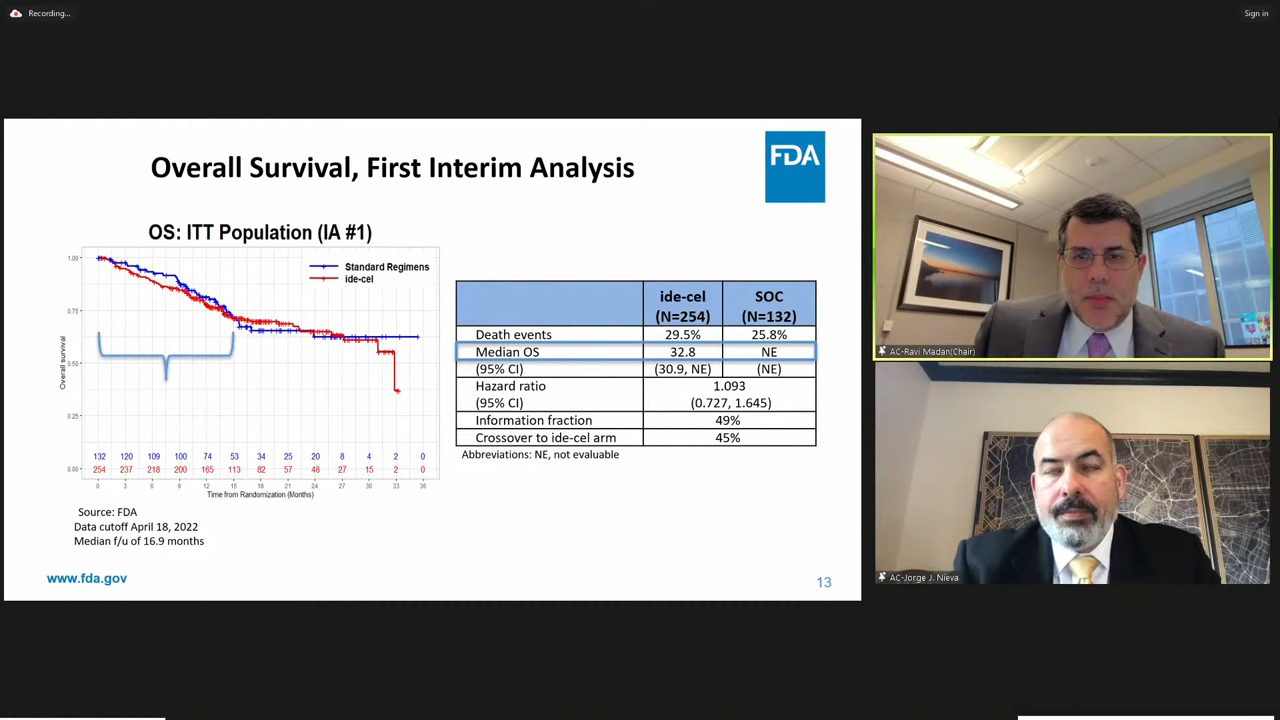 Recording...
Sign in
Overall Survival, First Interim Analysis
FDA
OS: ITT Population (IA #1)
Standard Regimens
ide-cel
Overall survival
1.00
0.75
0.50
0.25
0.00
132 120 109 100 74 53 34 25 20 8 4 2 0
254 237 218 200 165 113 82 57 48 27 15 2 0
0 3 6 9 12 15 18 21 24 27 30 33 36
Time from Randomization (Months)
ide-cel SOC
(N=254) (N=132)
Death events 29.5% 25.8%
Median OS 32.8 NE
(95% CI) (30.9, NE) (NE)
Hazard ratio 1.093
(95% CI) (0.727, 1.645)
Information fraction 49%
Crossover to ide-cel arm 45%
Abbreviations: NE, not evaluable
Source: FDA
Data cutoff April 18, 2022
Median f/u of 16.9 months
www.fda.gov
13
AC-Ravi Madan(Chair)
AC-Jorge J. Nieva